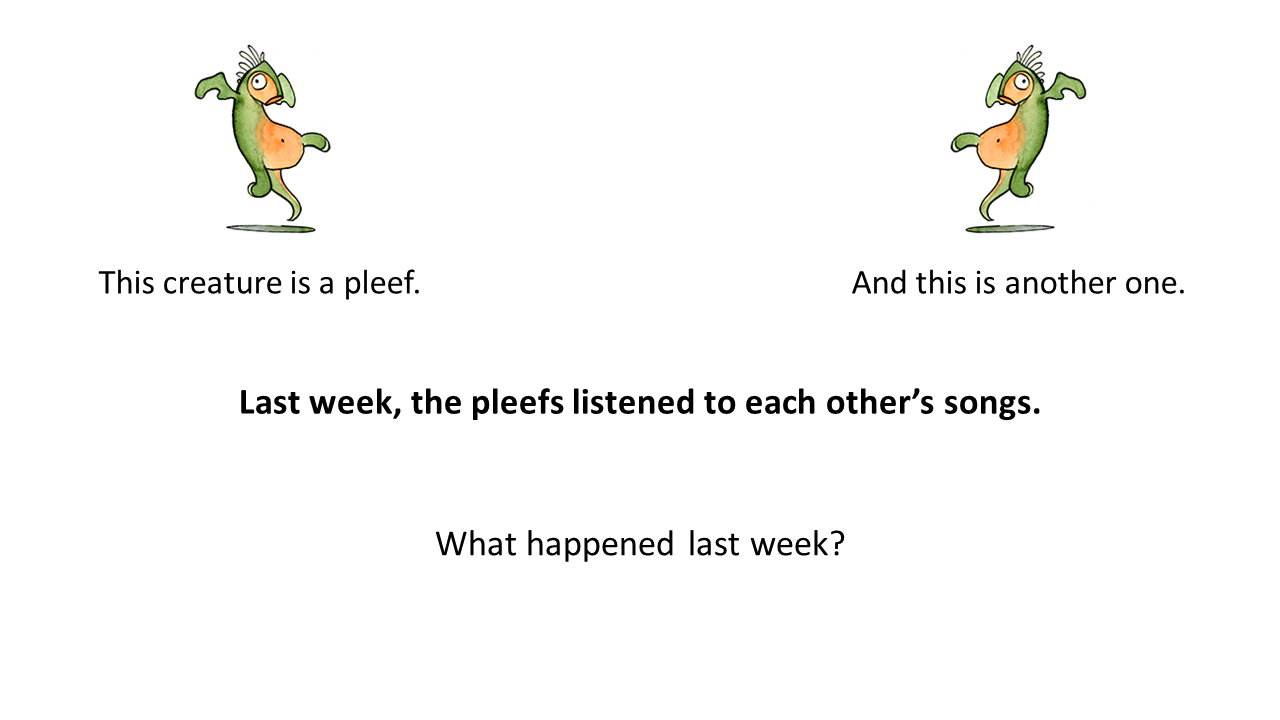 This creature is a pleef.
And this is another one.
Last week, the pleefs listened to each other’s songs.
What happened last week?